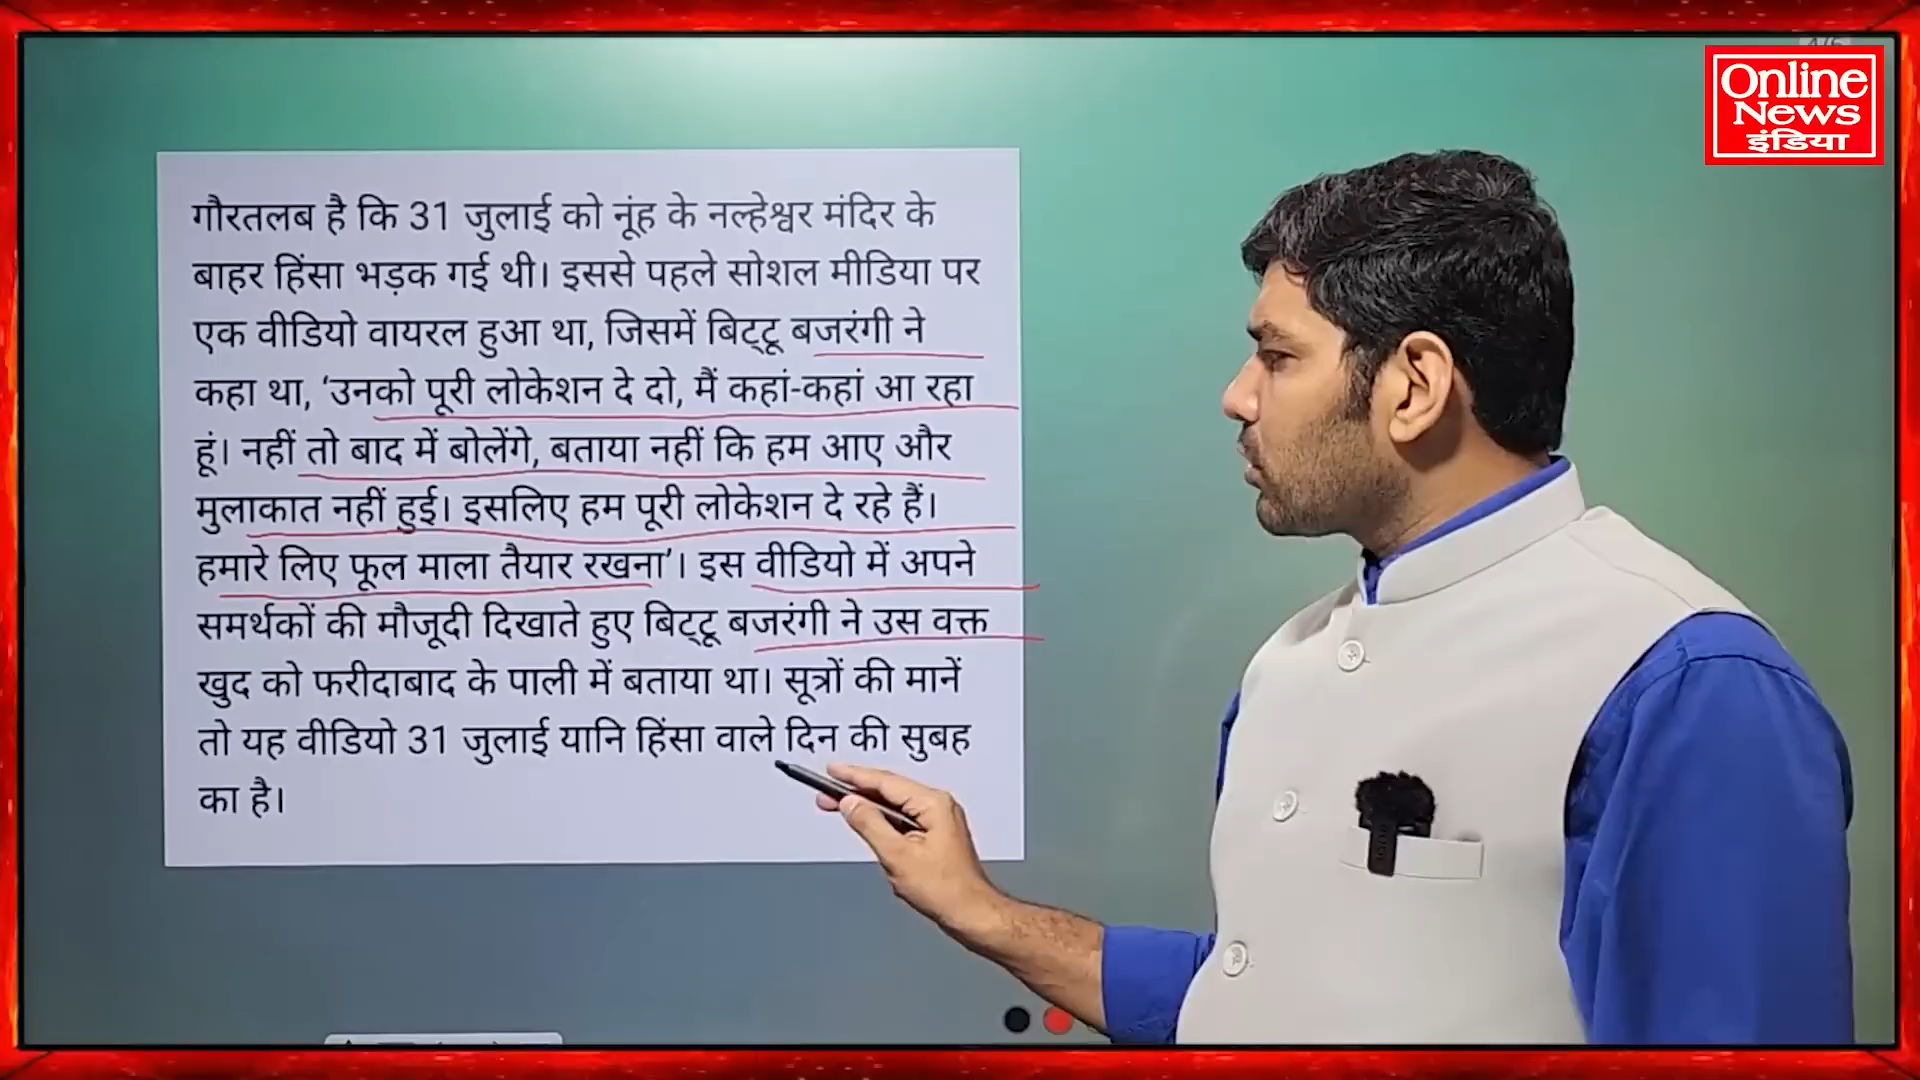 Online
News
इंडिया
गौरतलब है कि 31 जुलाई को नूंह के नल्हेश्वर मंदिर के
बाहर हिंसा भड़क गई थी। इससे पहले सोशल मीडिया पर
एक वीडियो वायरल हुआ था, जिसमें बिट्टू बजरंगी ने
कहा था, ‘उनको पूरी लोकेशन दे दो, मैं कहां-कहां आ रहा
हूं। नहीं तो बाद में बोलेंगे, बताया नहीं कि हम आए और
मुलाकात नहीं हुई। इसलिए हम पूरी लोकेशन दे रहे हैं।
हमारे लिए फूल माला तैयार रखना’। इस वीडियो में अपने
समर्थकों की मौजूदी दिखाते हुए बिट्टू बजरंगी ने उस वक्त
खुद को फरीदाबाद के पाली में बताया था। सूत्रों की मानें
तो यह वीडियो 31 जुलाई यानि हिंसा वाले दिन की सुबह
का है।